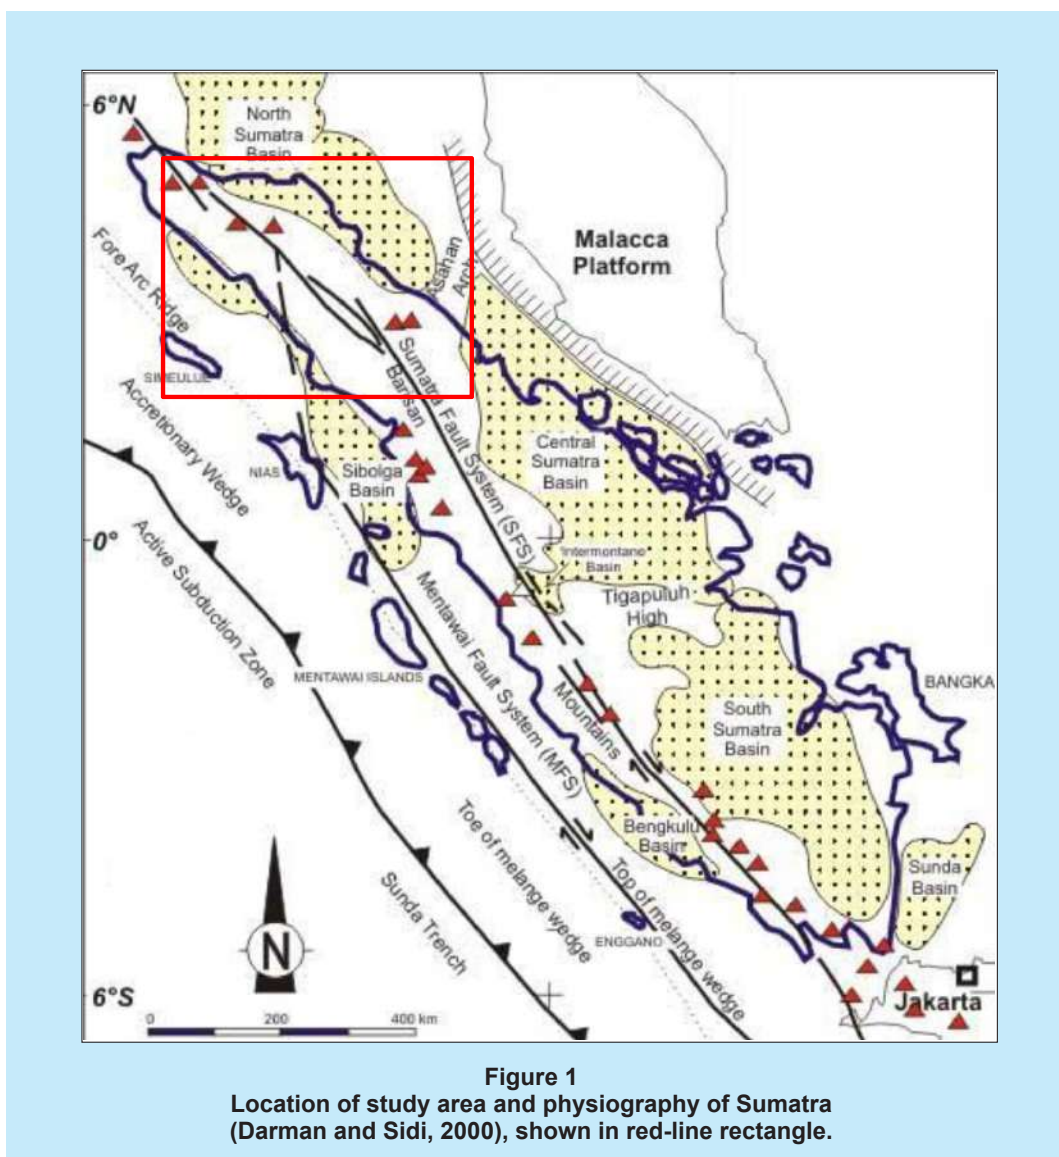 6°N
North
Sumatra
Basin
Malacca
Platform
Asahan
Arch
Fore Arc Ridge
SIMEULUE
Accretionary Wedge
Sumatra Fault System (SFS)
Barisan
NIAS
Sibolga
Basin
Central
Sumatra
Basin
0°
Active Subduction Zone
Intermontane
Basin
Tigapuluh
High
Mentawai Fault System (MFS)
MENTAWAI ISLANDS
Mountains
BANGKA
South
Sumatra
Basin
Bengkulu
Basin
Toe of melange wedge
Top of melange wedge
Sunda
Basin
Sunda Trench
ENGGANO
N
6°S
Jakarta
0 200 400 km
Figure 1
Location of study area and physiography of Sumatra
(Darman and Sidi, 2000), shown in red-line rectangle.